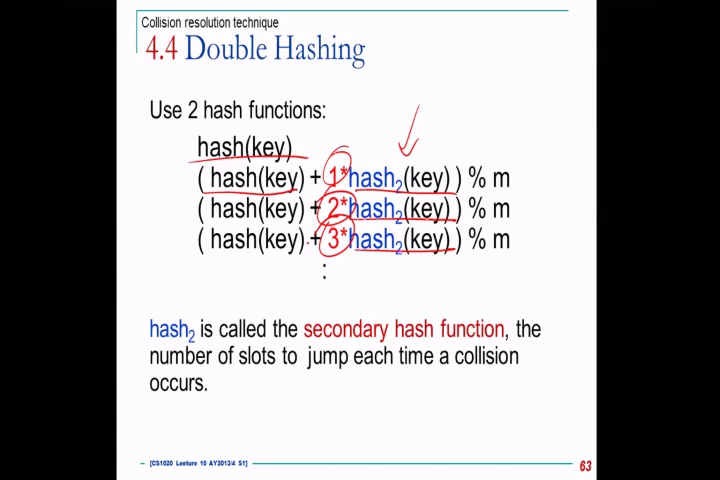 Collision resolution technique
4.4 Double Hashing
Use 2 hash functions:
hash(key)
( hash(key) + 1*hash₂(key) ) % m
( hash(key) + 2*hash₂(key) ) % m
( hash(key) + 3*hash₂(key) ) % m
:
hash₂ is called the secondary hash function, the
number of slots to jump each time a collision
occurs.
[CS1020 Lecture 10 AY2013/4 S1]
63